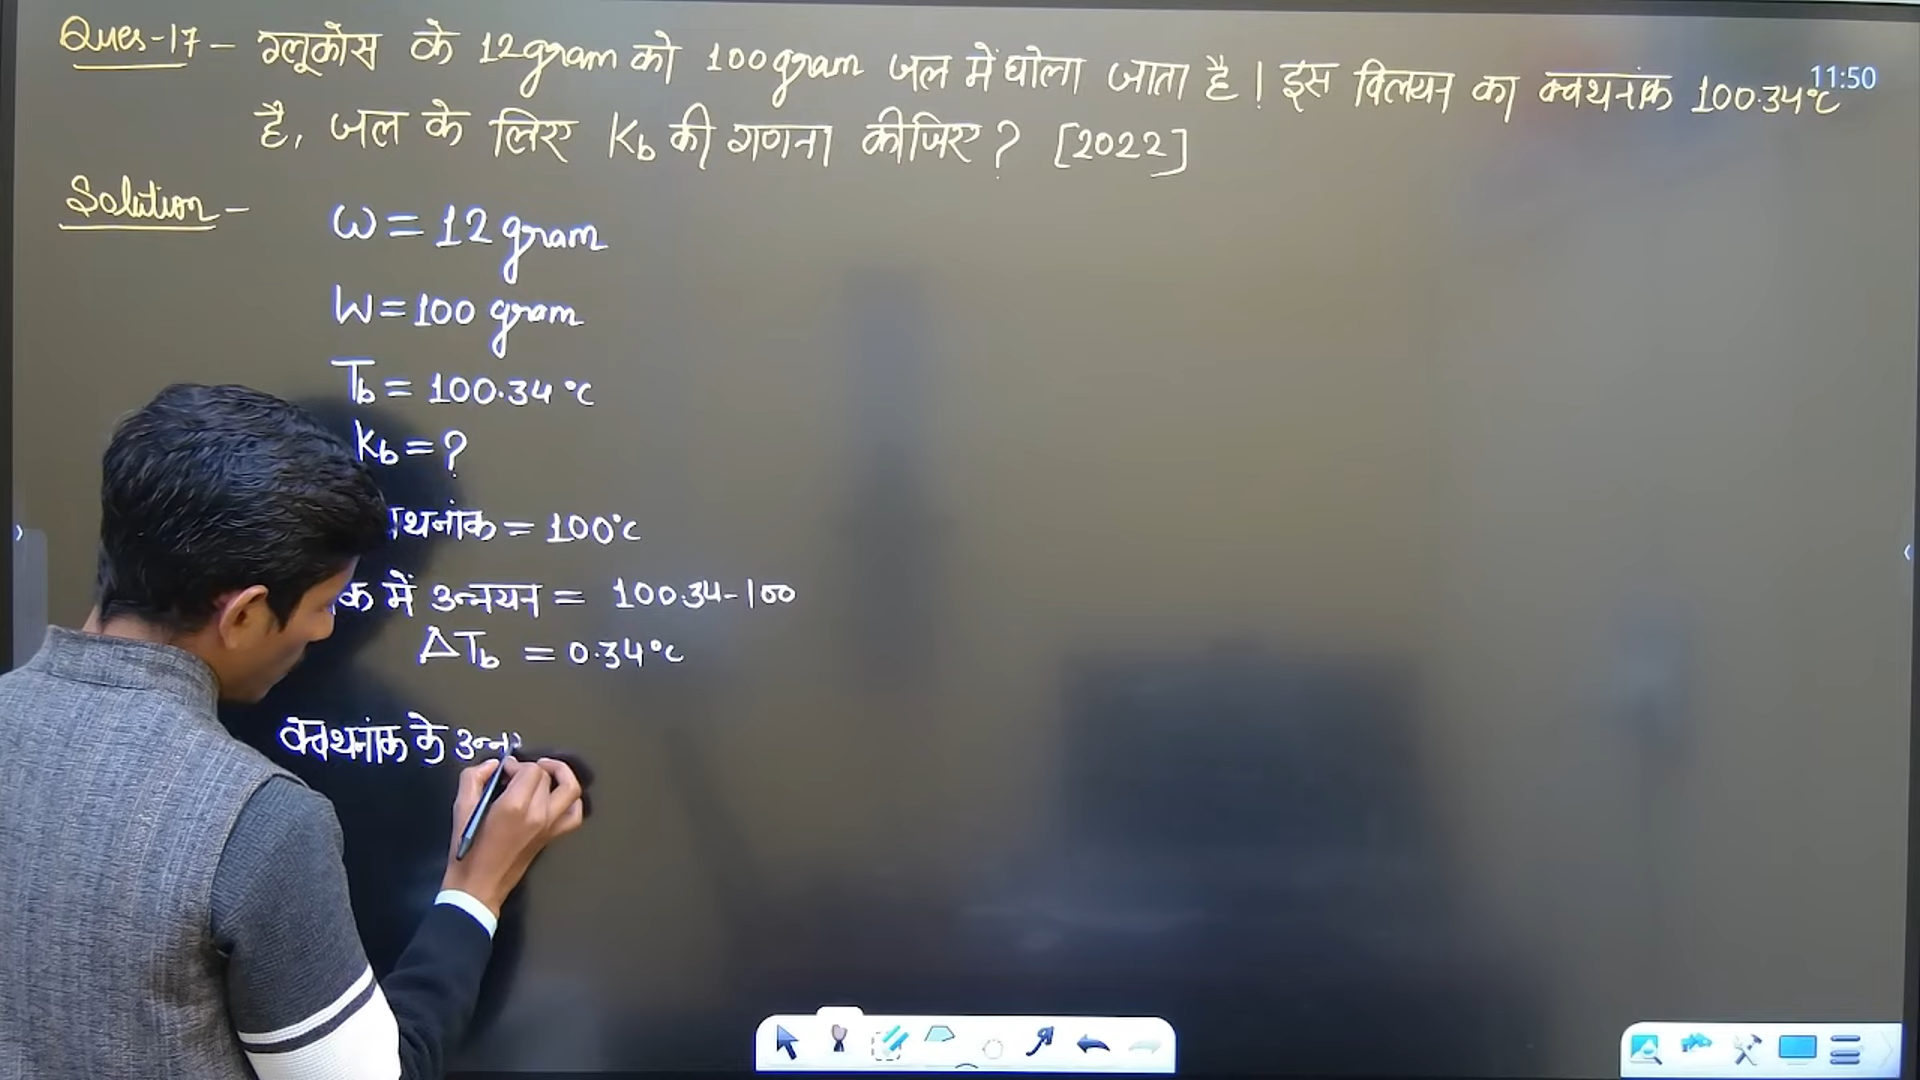 Ques-17- ग्लूकोस के 12gram को 100gram जल में घोला जाता है। इस विलयन का क्वथनांक 100.34°c
11:50
है, जल के लिए Kb की गणना कीजिए? [2022]
Solution-
w = 12 gram
W = 100 gram
Tb = 100.34 °c
Kb = ?
थनांक = 100°c
क में उन्नयन = 100.34-100
ΔTb = 0.34°c
क्वथनांक के